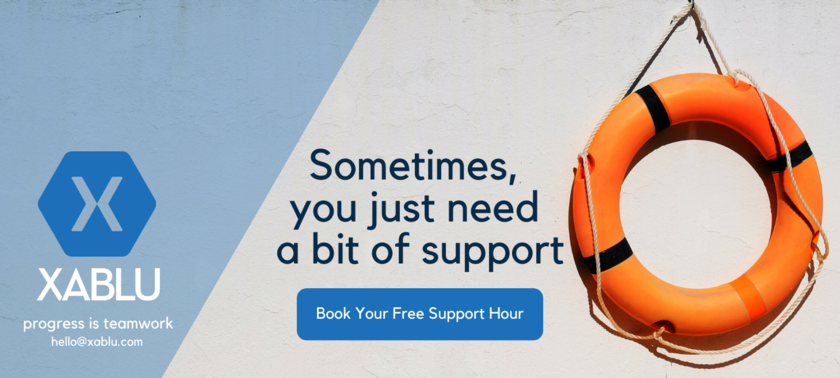 X
XABLU
progress is teamwork
hello@xablu.com
Sometimes,
you just need
a bit of support
Book Your Free Support Hour